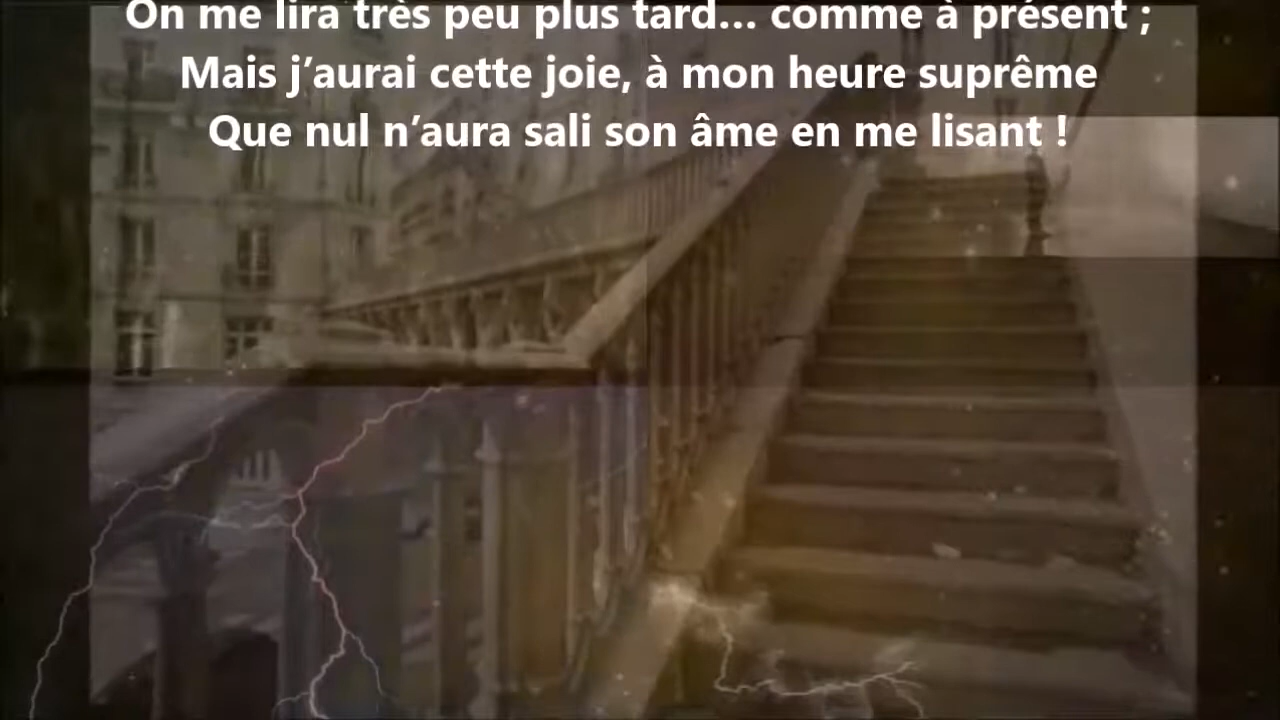 On me lira très peu plus tard... comme à présent ;
Mais j’aurai cette joie, à mon heure suprême
Que nul n’aura sali son âme en me lisant !